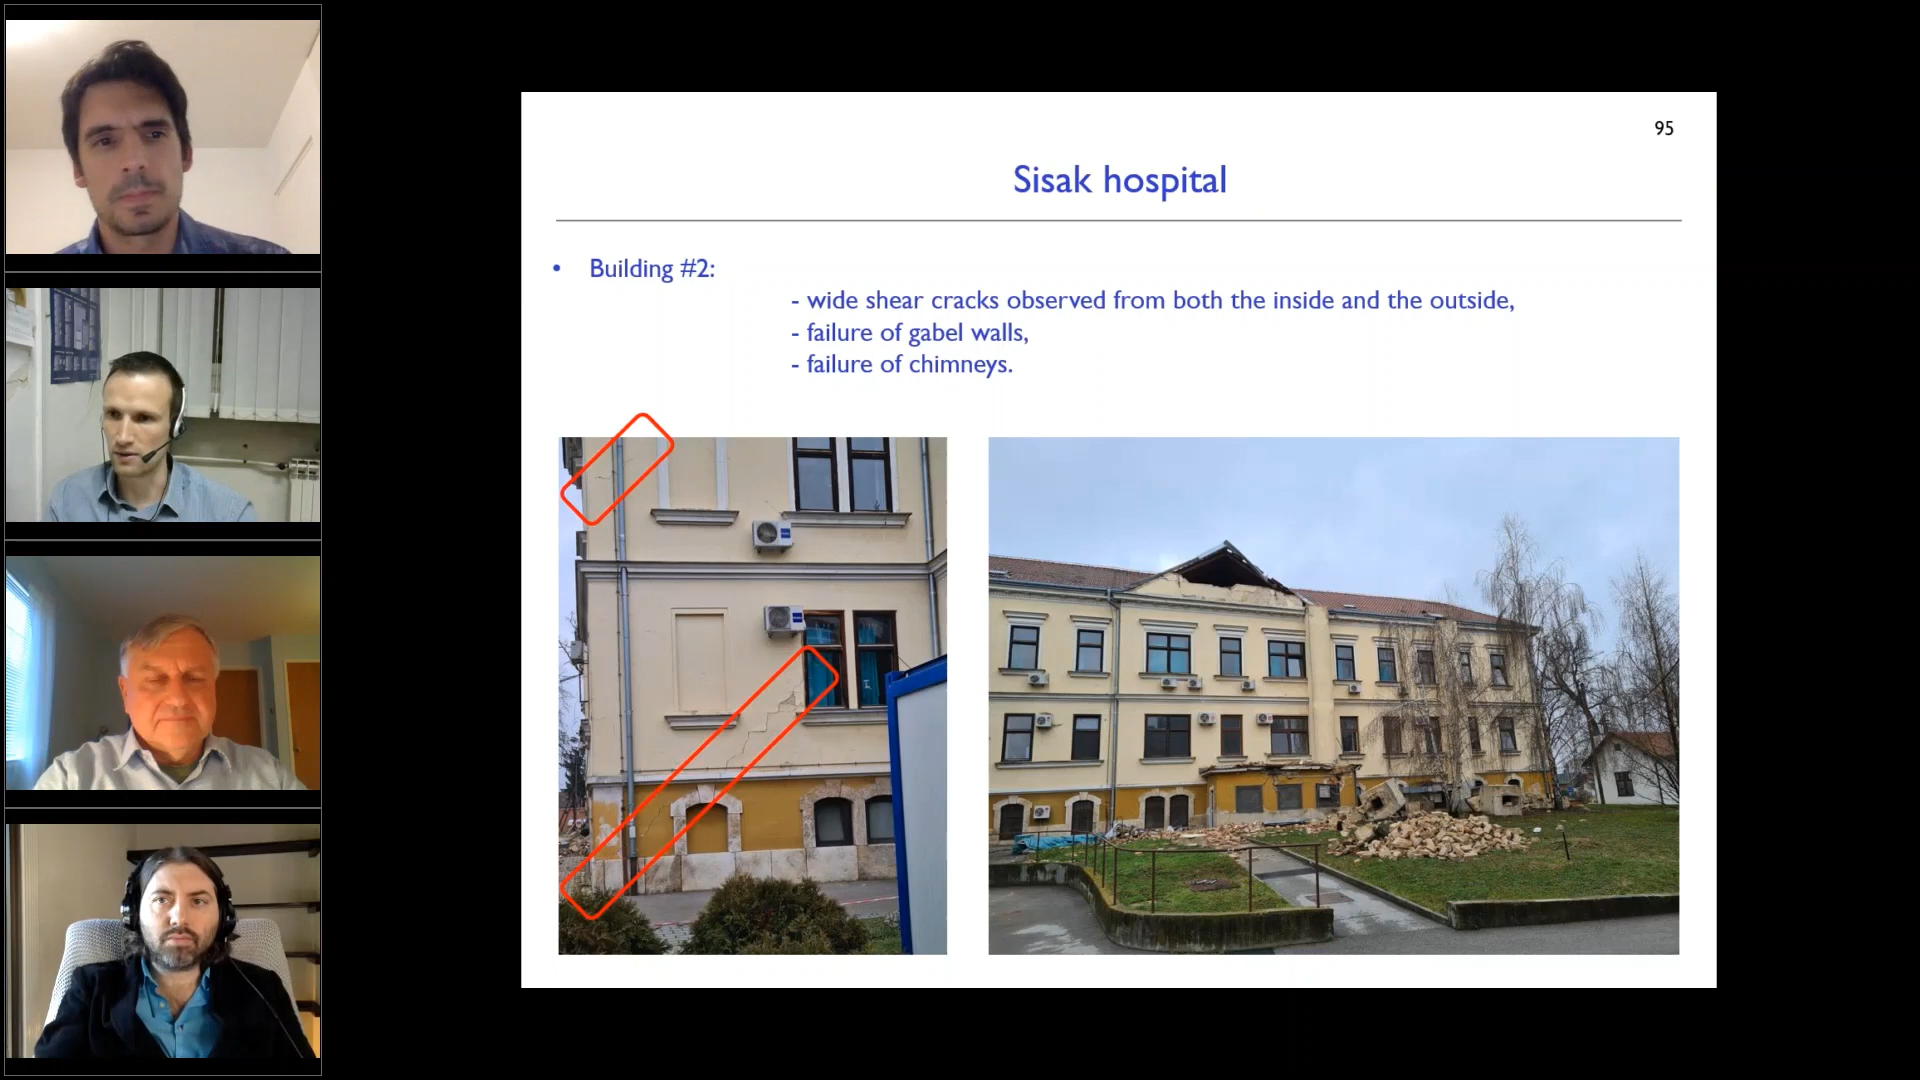 95
Sisak hospital
• Building #2:
- wide shear cracks observed from both the inside and the outside,
- failure of gabel walls,
- failure of chimneys.